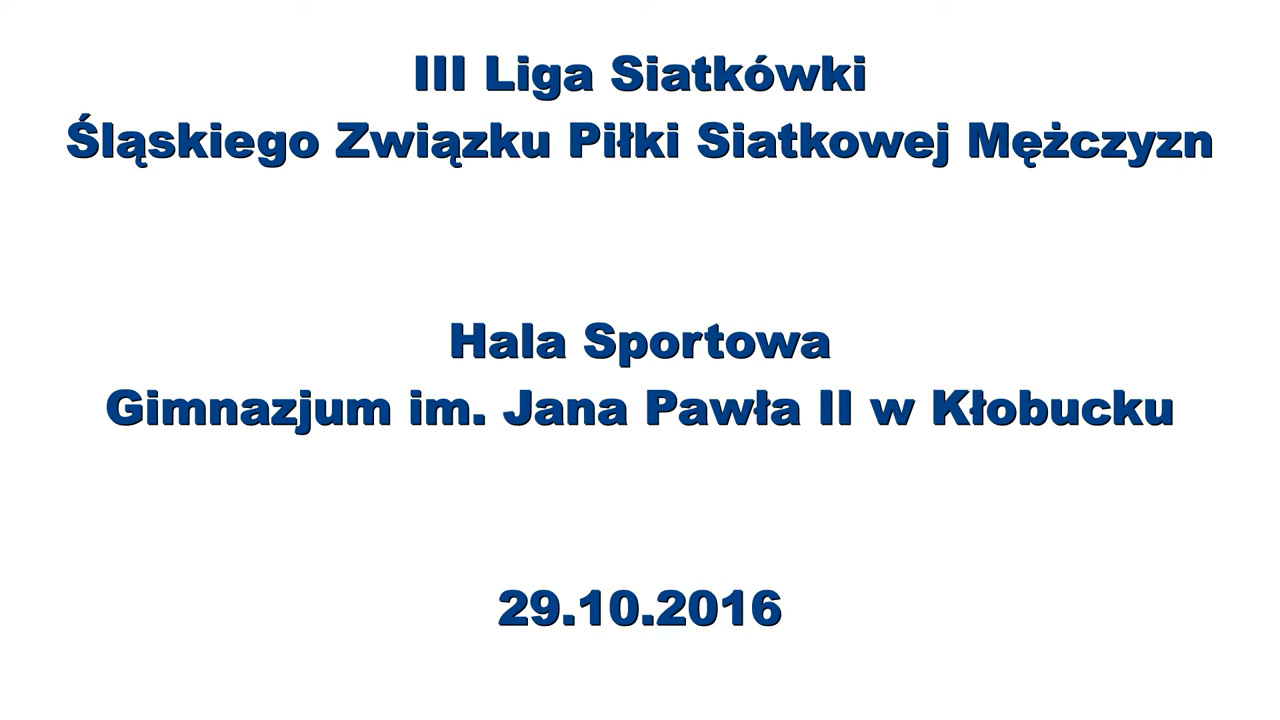 III Liga Siatkówki
Śląskiego Związku Piłki Siatkowej Mężczyzn
Hala Sportowa
Gimnazjum im. Jana Pawła II w Kłobucku
29.10.2016